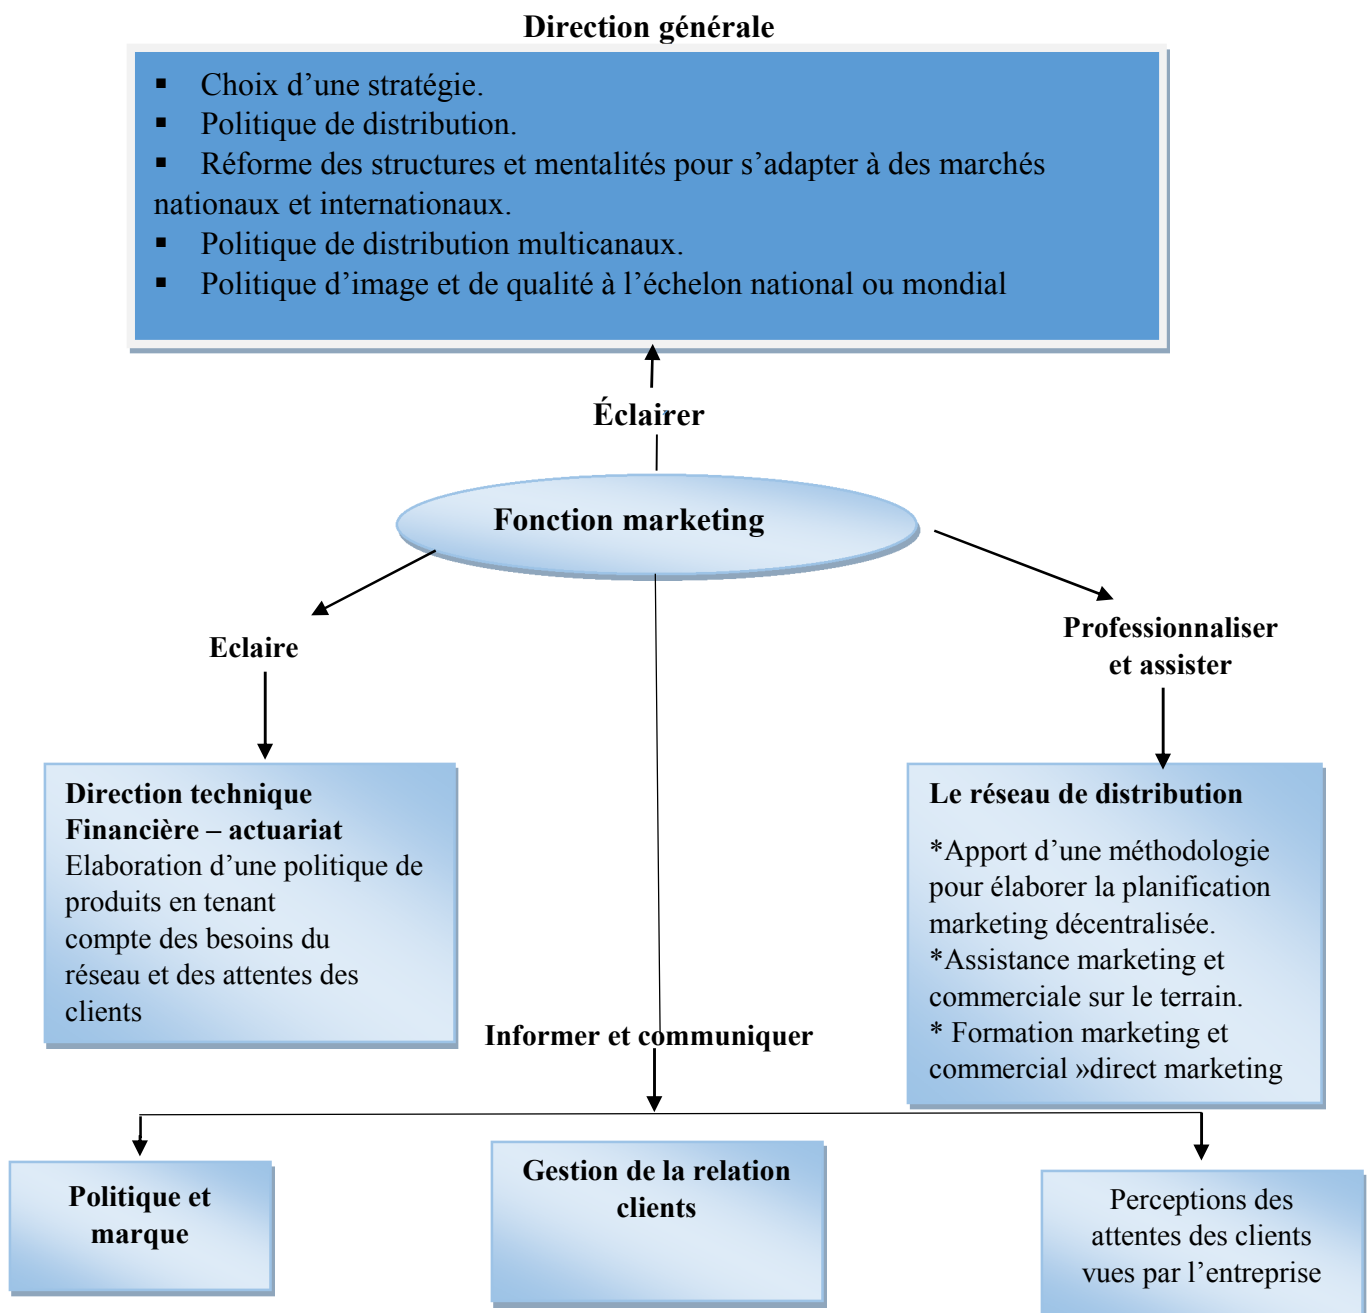 Direction générale
▪ Choix d’une stratégie.
▪ Politique de distribution.
▪ Réforme des structures et mentalités pour s’adapter à des marchés
nationaux et internationaux.
▪ Politique de distribution multicanaux.
▪ Politique d’image et de qualité à l’échelon national ou mondial
Éclairer
Fonction marketing
Eclaire
Professionnaliser
et assister
Direction technique
Financière – actuariat
Elaboration d’une politique de
produits en tenant
compte des besoins du
réseau et des attentes des
clients
Le réseau de distribution
*Apport d’une méthodologie
pour élaborer la planification
marketing décentralisée.
*Assistance marketing et
commerciale sur le terrain.
* Formation marketing et
commercial »direct marketing
Informer et communiquer
Politique et
marque
Gestion de la relation
clients
Perceptions des
attentes des clients
vues par l’entreprise